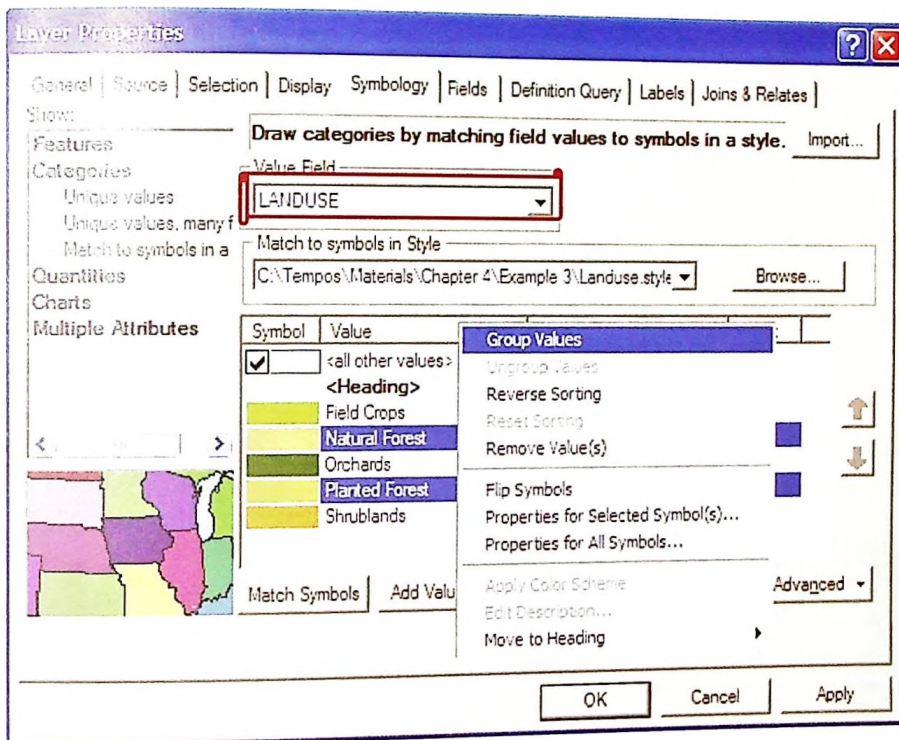 Layer Properties
General Source Selection Display Symbology Fields Definition Query Labels Joins & Relates
Show:
Features
Categories
Unique values
Unique values, many f
Match to symbols in a
Quantities
Charts
Multiple Attributes
Draw categories by matching field values to symbols in a style.
Import...
Value Field
LANDUSE
Match to symbols in Style
C:\Tempos\Materials\Chapter 4\Example 3\Landuse.style
Browse...
Symbol Value
<all other values>
<Heading>
Field Crops
Natural Forest
Orchards
Planted Forest
Shrublands
Group Values
Ungroup Values
Reverse Sorting
Reset Sorting
Remove Value(s)
Flip Symbols
Properties for Selected Symbol(s)...
Properties for All Symbols...
Apply Color Scheme
Edit Description...
Move to Heading
Match Symbols
Add Valu
Advanced
OK
Cancel
Apply